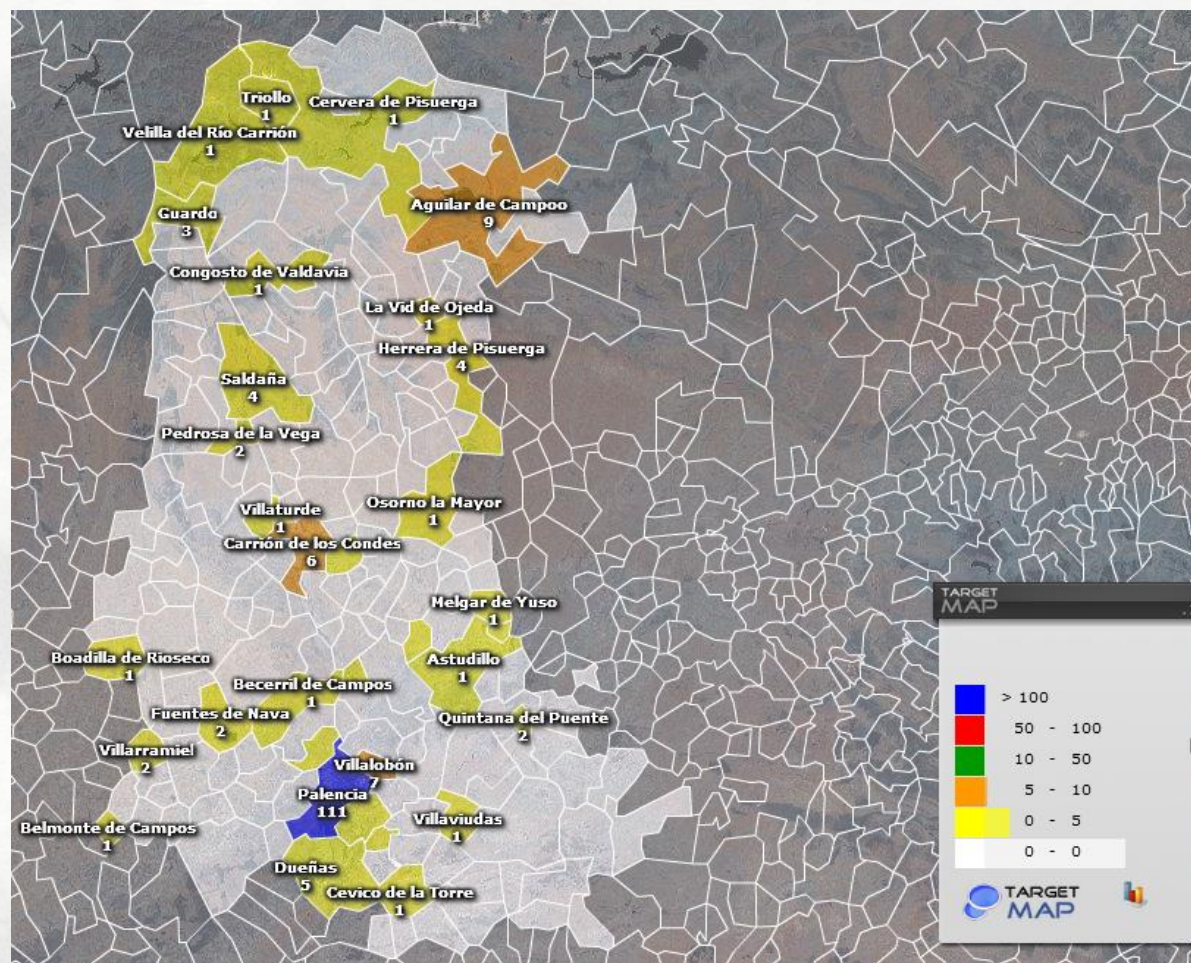 Triollo
1
Cervera de Pisuerga
1
Velilla del Río Carrión
1
Aguilar de Campoo
9
Guardo
3
Congosto de Valdavia
1
La Vid de Ojeda
1
Herrera de Pisuerga
4
Saldaña
4
Pedrosa de la Vega
2
Osorno la Mayor
1
Villaturde
1
Carrión de los Condes
6
Melgar de Yuso
1
Boadilla de Rioseco
1
Astudillo
1
Becerril de Campos
1
Fuentes de Nava
2
Quintana del Puente
2
Villarramiel
2
Villalobón
7
Palencia
111
Villaviudas
1
Belmonte de Campos
1
Dueñas
5
Cevico de la Torre
1
TARGET
MAP
> 100
50 - 100
10 - 50
5 - 10
0 - 5
0 - 0
TARGET
MAP